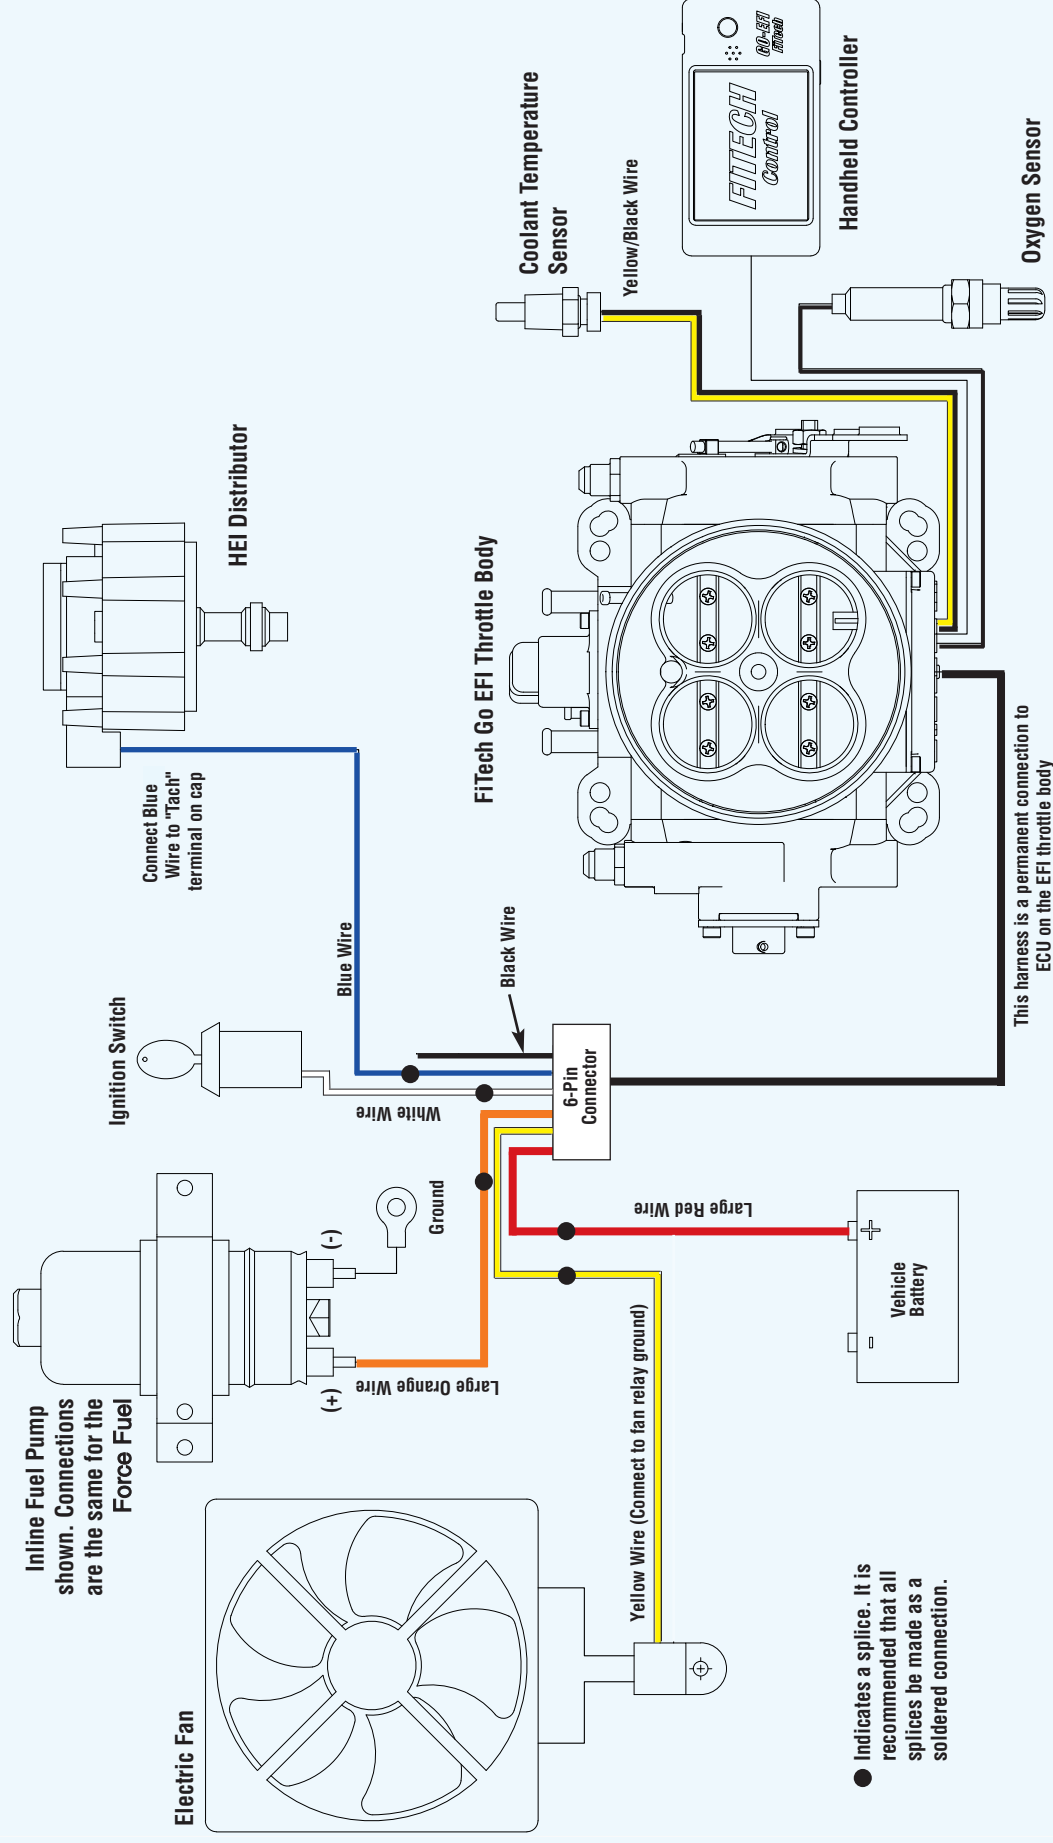 Inline Fuel Pump
shown. Connections
are the same for the
Force Fuel
(+)
(-)
Ground
Large Orange Wire
Ignition Switch
White Wire
Blue Wire
Connect Blue
Wire to "Tach"
terminal on cap
HEI Distributor
Electric Fan
Yellow Wire (Connect to fan relay ground)
Large Red Wire
6-Pin
Connector
Black Wire
FiTech Go EFI Throttle Body
Coolant Temperature
Sensor
Yellow/Black Wire
FITECH
Control
GO-EFI
FiTech
Handheld Controller
Oxygen Sensor
Vehicle
Battery
-
+
This harness is a permanent connection to
ECU on the EFI throttle body
Indicates a splice. It is
recommended that all
splices be made as a
soldered connection.